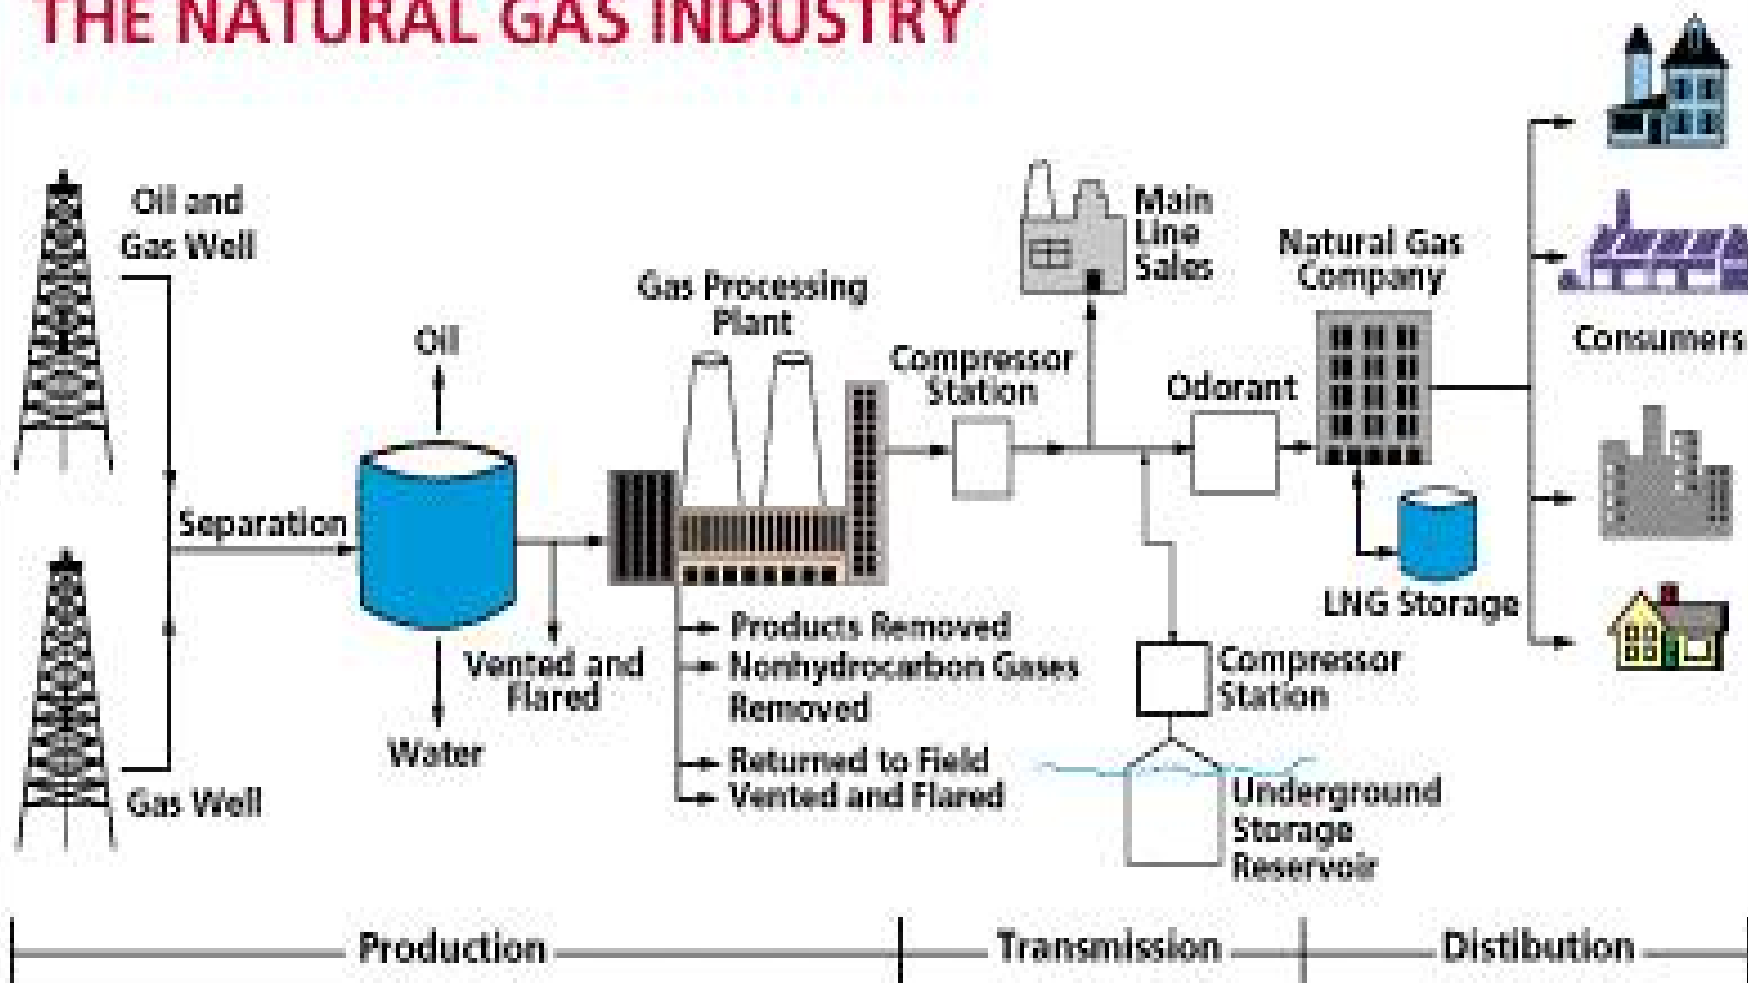 THE NATURAL GAS INDUSTRY
Oil and
Gas Well
Gas Well
Separation
Oil
Water
Vented and
Flared
Gas Processing
Plant
Products Removed
Nonhydrocarbon Gases
Removed
Returned to Field
Vented and Flared
Compressor
Station
Main
Line
Sales
Odorant
Compressor
Station
Underground
Storage
Reservoir
Natural Gas
Company
LNG Storage
Consumers
Production
Transmission
Distibution